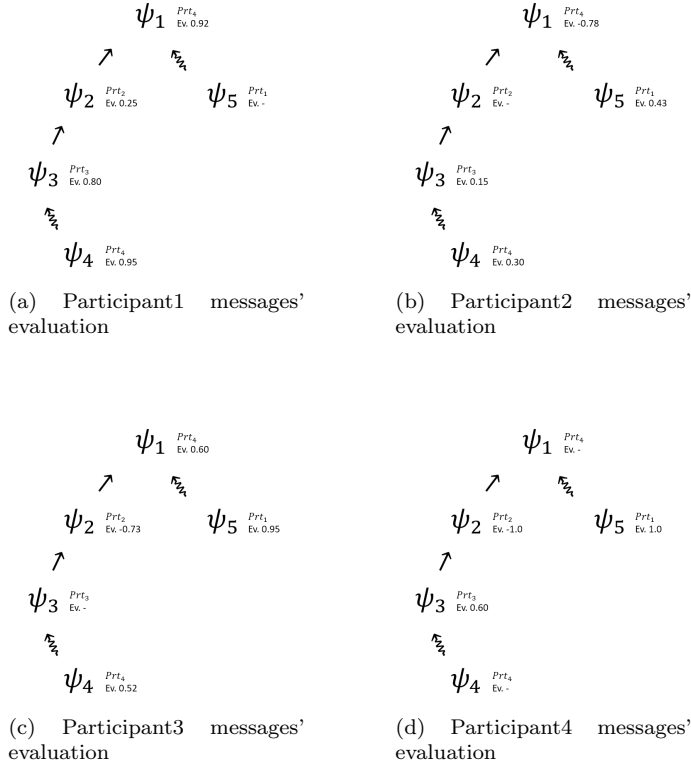 ψ1 Prt4
Ev. 0.92
ψ2 Prt2
Ev. 0.25
ψ5 Prt1
Ev. -
ψ3 Prt3
Ev. 0.80
ψ4 Prt4
Ev. 0.95
(a) Participant1 messages’
evaluation
ψ1 Prt4
Ev. -0.78
ψ2 Prt2
Ev. -
ψ5 Prt1
Ev. 0.43
ψ3 Prt3
Ev. 0.15
ψ4 Prt4
Ev. 0.30
(b) Participant2 messages’
evaluation
ψ1 Prt4
Ev. 0.60
ψ2 Prt2
Ev. -0.73
ψ5 Prt1
Ev. 0.95
ψ3 Prt3
Ev. -
ψ4 Prt4
Ev. 0.52
(c) Participant3 messages’
evaluation
ψ1 Prt4
Ev. -
ψ2 Prt2
Ev. -1.0
ψ5 Prt1
Ev. 1.0
ψ3 Prt3
Ev. 0.60
ψ4 Prt4
Ev. -
(d) Participant4 messages’
evaluation